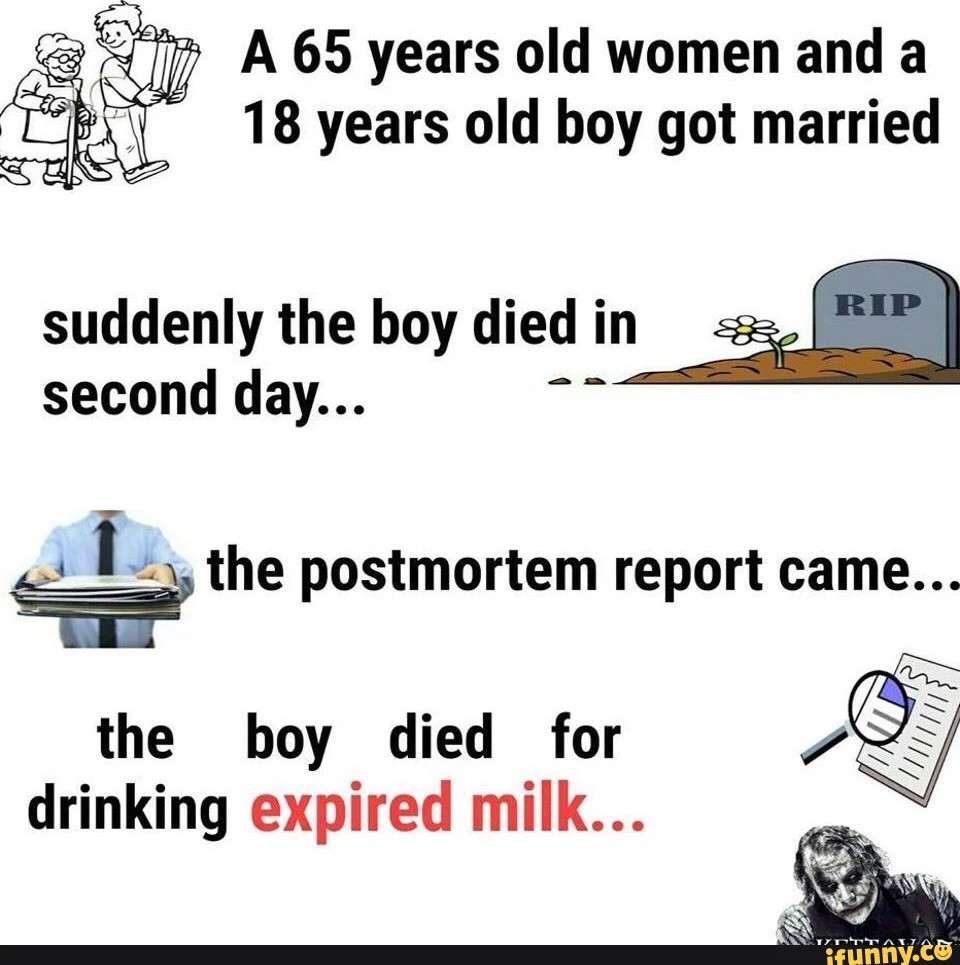 A 65 years old women and a
18 years old boy got married
suddenly the boy died in
second day...
RIP
the postmortem report came...
the boy died for
drinking expired milk...
ifunny.co